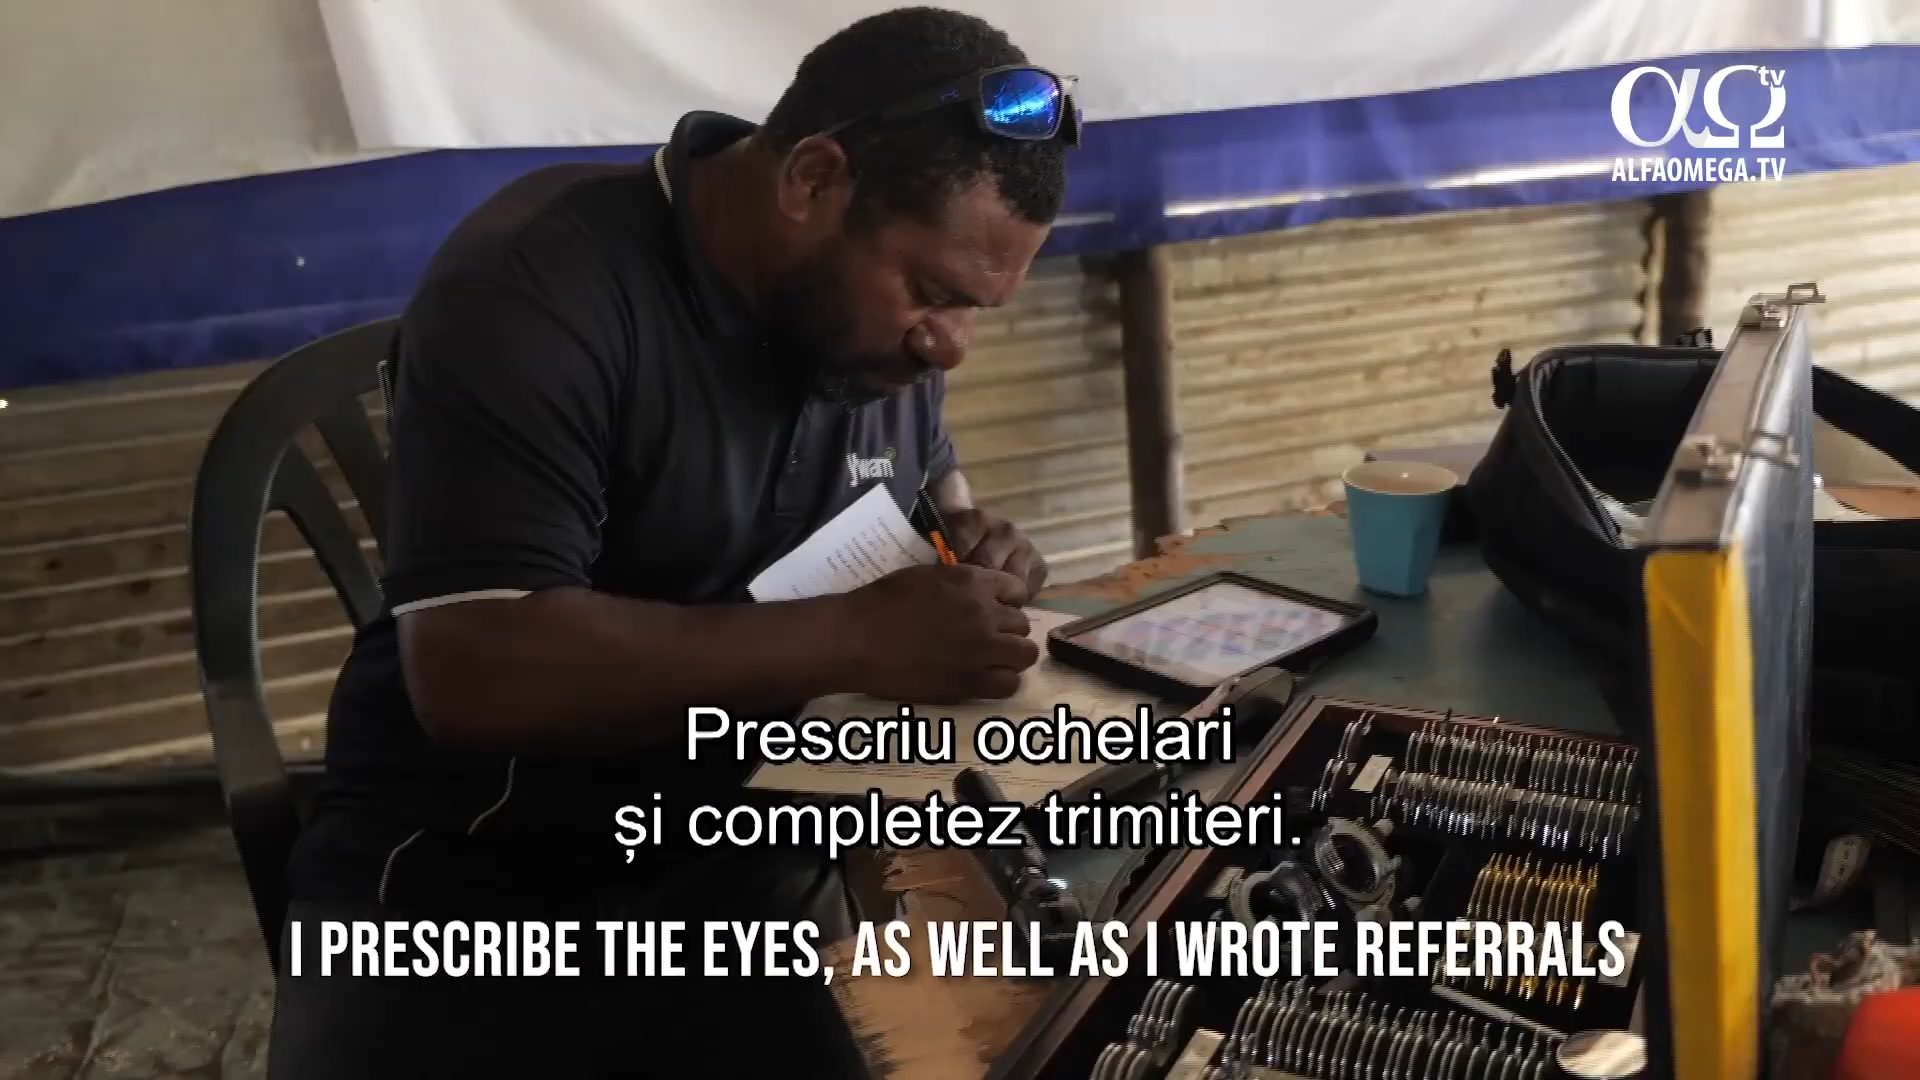 αΩ tv
ALFAOMEGA.TV
ywam
Prescriu ochelari
și completez trimiteri.
I PRESCRIBE THE EYES, AS WELL AS I WROTE REFERRALS